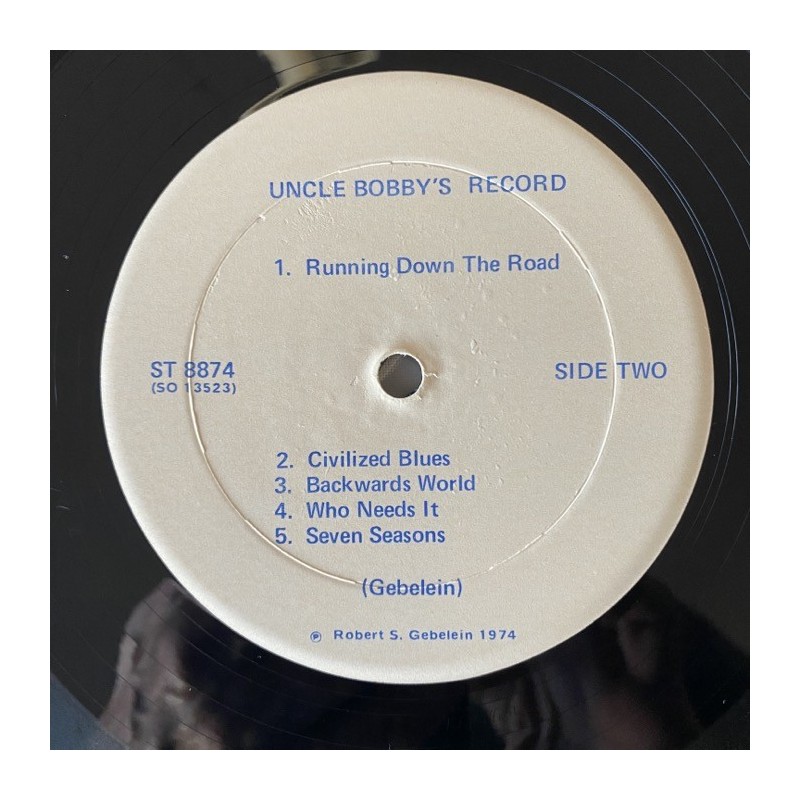 UNCLE BOBBY'S RECORD
1. Running Down The Road
ST 8874
(SO 13523)
SIDE TWO
2. Civilized Blues
3. Backwards World
4. Who Needs It
5. Seven Seasons
(Gebelein)
℗ Robert S. Gebelein 1974